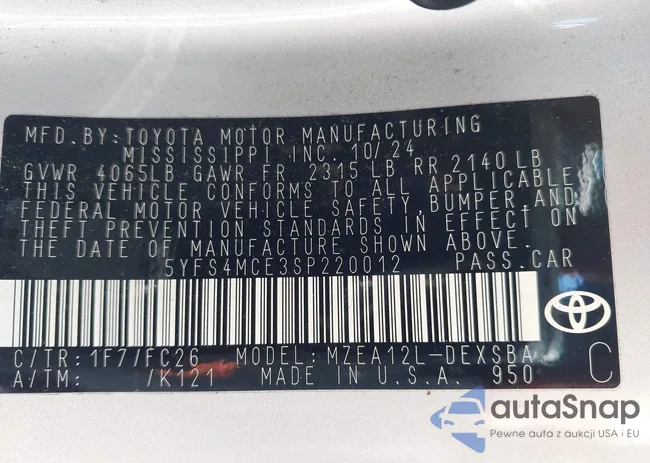 MFD. BY: TOYOTA MOTOR MANUFACTURING
MISSISSIPPI INC. 10/24
GVWR 4065LB GAWR FR 2315 LB RR 2140 LB
THIS VEHICLE CONFORMS TO ALL APPLICABLE
FEDERAL MOTOR VEHICLE SAFETY, BUMPER, AND
THEFT PREVENTION STANDARDS IN EFFECT ON
THE DATE OF MANUFACTURE SHOWN ABOVE.
5YFS4MCE3SP220012 PASS. CAR
C/TR: 1F7/FC26 MODEL: MZEA12L-DEXSBA
A/TM: /K121 MADE IN U.S.A. 950 C
autaSnap
Pewne auta z aukcji USA i EU